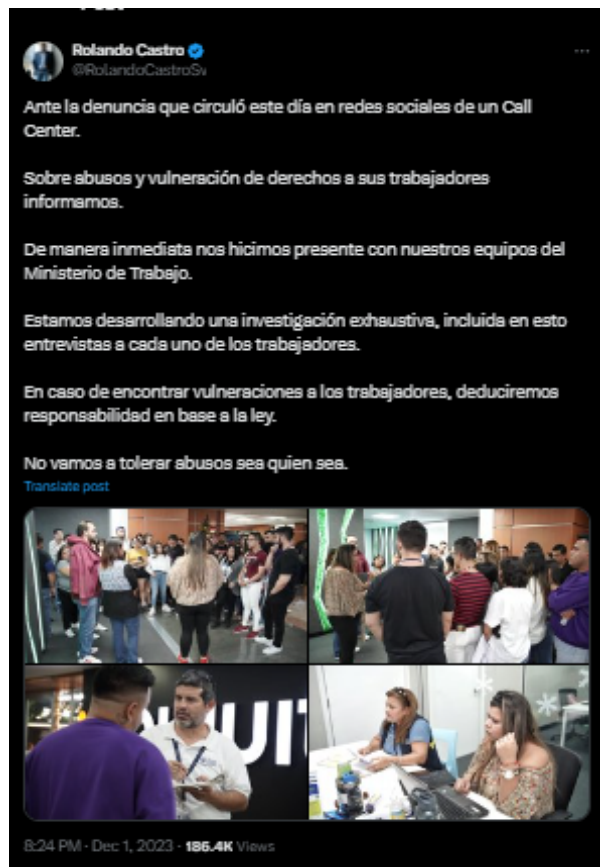 Rolando Castro
@RolandoCastroSv
Ante la denuncia que circuló este día en redes sociales de un Call
Center.
Sobre abusos y vulneración de derechos a sus trabajadores
informamos.
De manera inmediata nos hicimos presente con nuestros equipos del
Ministerio de Trabajo.
Estamos desarrollando una investigación exhaustiva, incluida en esto
entrevistas a cada uno de los trabajadores.
En caso de encontrar vulneraciones a los trabajadores, deduciremos
responsabilidad en base a la ley.
No vamos a tolerar abusos sea quien sea.
Translate post
8:24 PM · Dec 1, 2023 · 186.4K Views